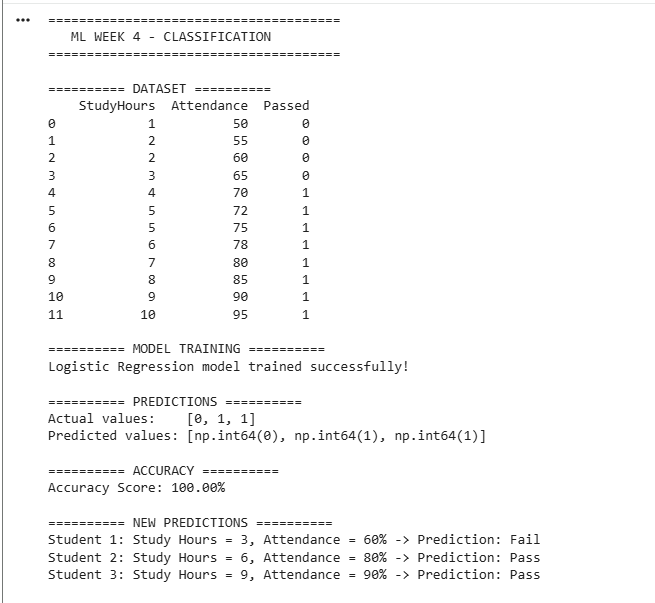 ======================================
ML WEEK 4 - CLASSIFICATION
======================================
========== DATASET ==========
StudyHours Attendance Passed
0 1 50 0
1 2 55 0
2 2 60 0
3 3 65 0
4 4 70 1
5 5 72 1
6 5 75 1
7 6 78 1
8 7 80 1
9 8 85 1
10 9 90 1
11 10 95 1
========== MODEL TRAINING ==========
Logistic Regression model trained successfully!
========== PREDICTIONS ==========
Actual values: [0, 1, 1]
Predicted values: [np.int64(0), np.int64(1), np.int64(1)]
========== ACCURACY ==========
Accuracy Score: 100.00%
========== NEW PREDICTIONS ==========
Student 1: Study Hours = 3, Attendance = 60% -> Prediction: Fail
Student 2: Study Hours = 6, Attendance = 80% -> Prediction: Pass
Student 3: Study Hours = 9, Attendance = 90% -> Prediction: Pass